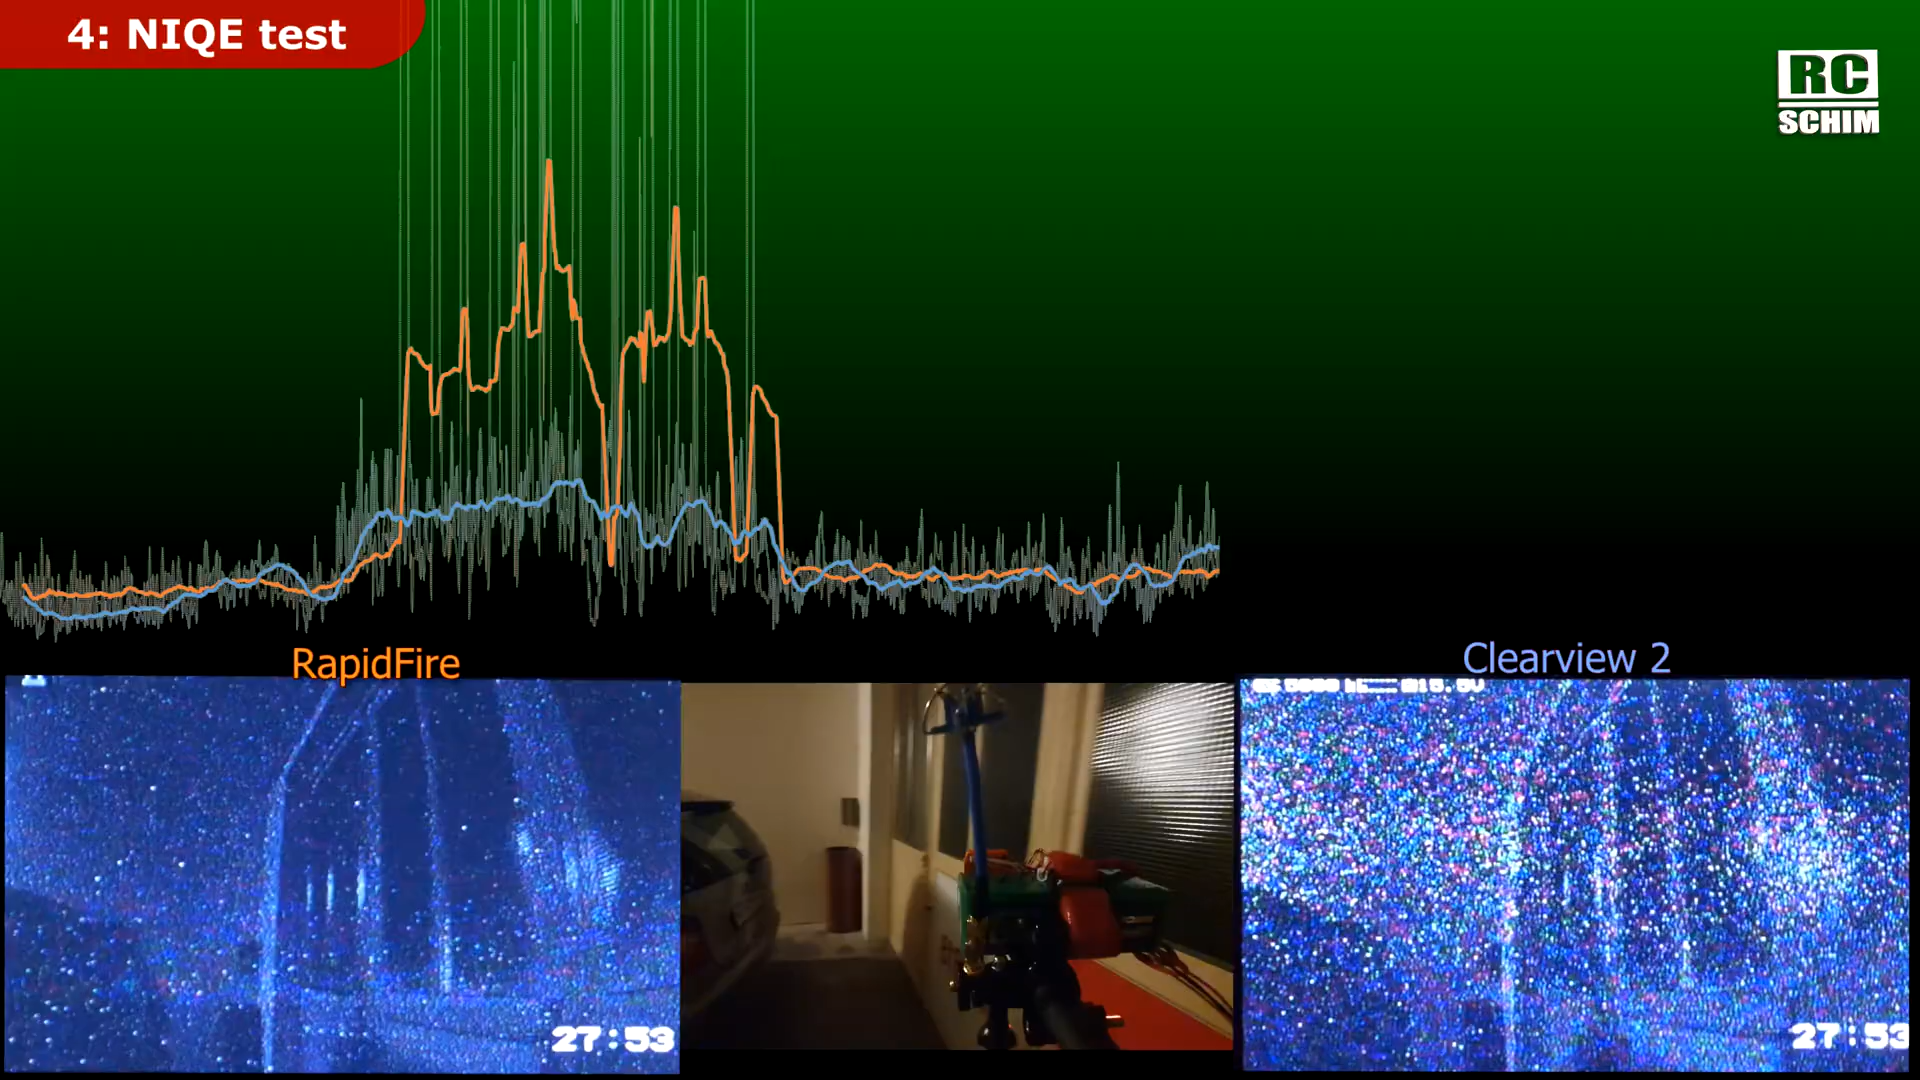 4: NIQE test
RC
SCHIM
RapidFire
Clearview 2
27:53
27:53